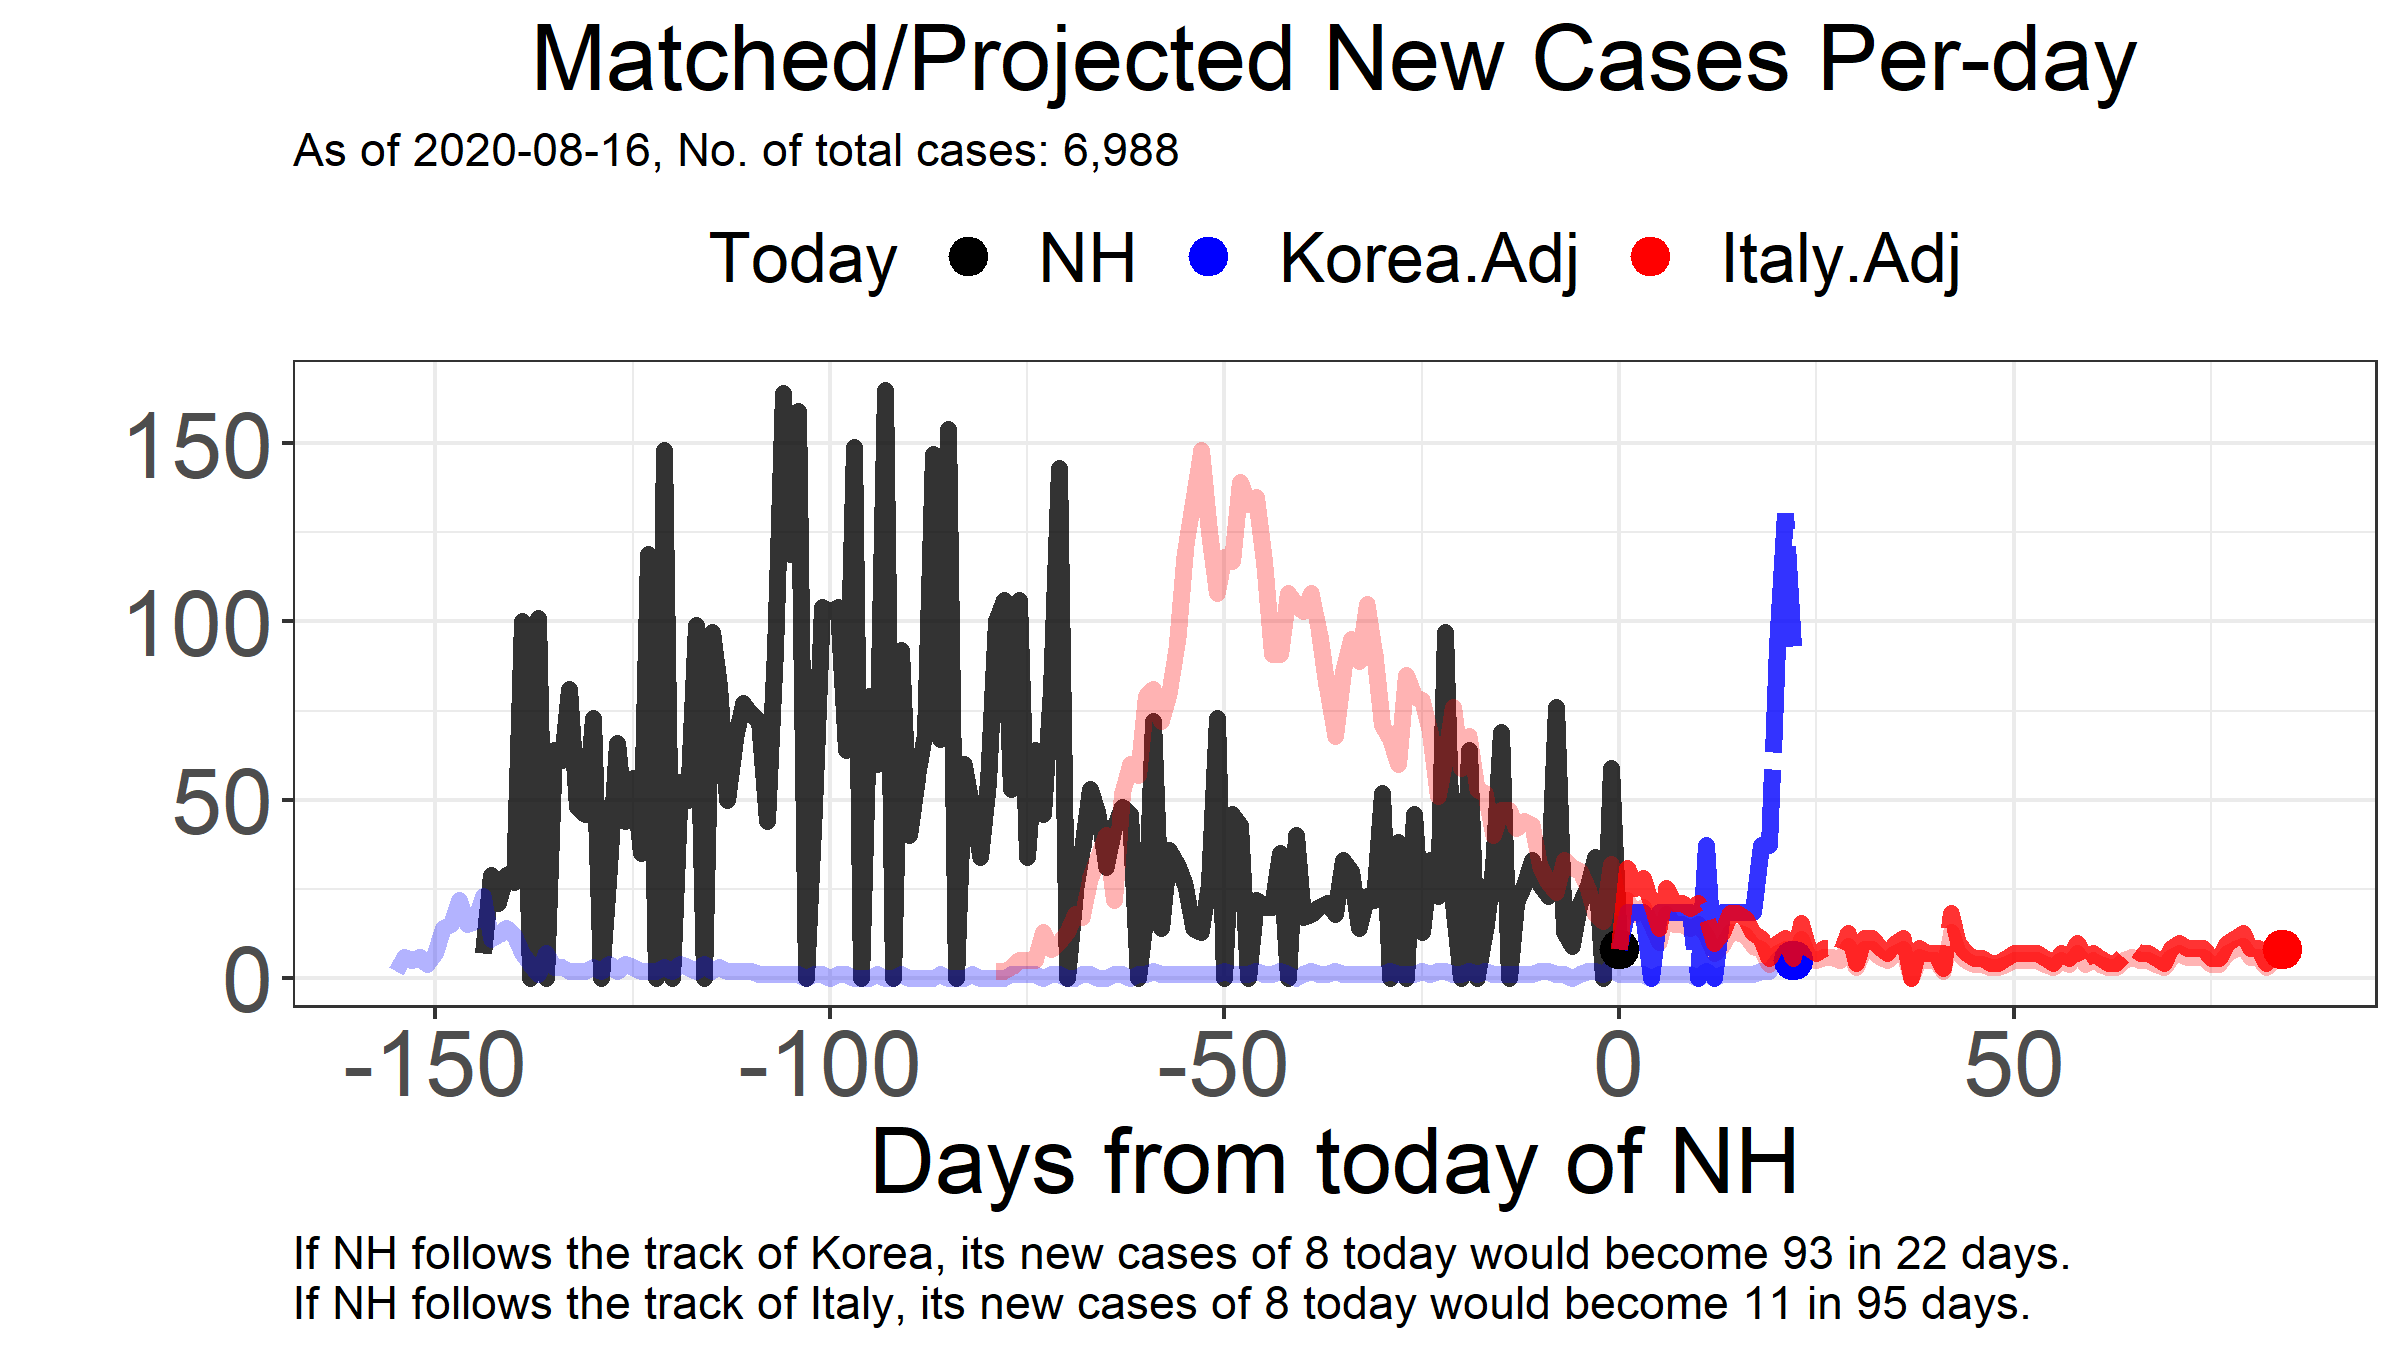 Matched/Projected New Cases Per-day
As of 2020-08-16, No. of total cases: 6,988
Today NH Korea.Adj Italy.Adj
150
100
50
0
-150 -100 -50 0 50
Days from today of NH
If NH follows the track of Korea, its new cases of 8 today would become 93 in 22 days.
If NH follows the track of Italy, its new cases of 8 today would become 11 in 95 days.